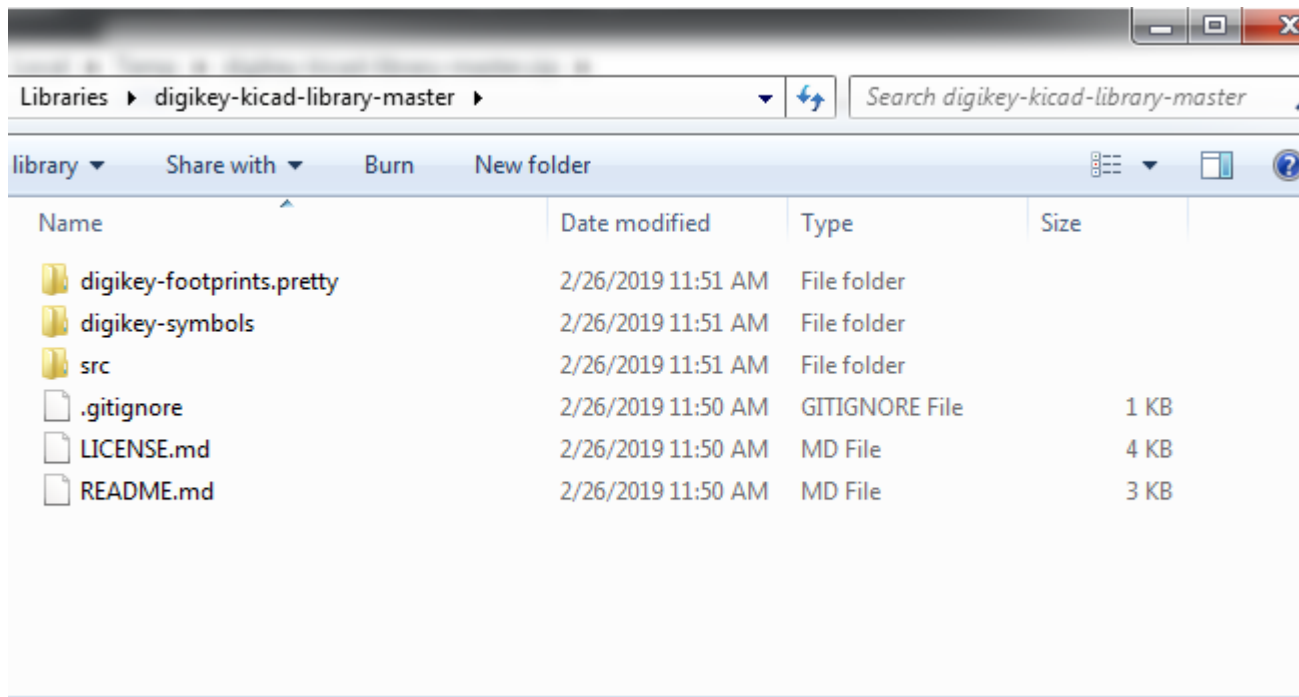 Libraries digikey-kicad-library-master Search digikey-kicad-library-master
library Share with Burn New folder
Name Date modified Type Size
digikey-footprints.pretty 2/26/2019 11:51 AM File folder
digikey-symbols 2/26/2019 11:51 AM File folder
src 2/26/2019 11:51 AM File folder
.gitignore 2/26/2019 11:50 AM GITIGNORE File 1 KB
LICENSE.md 2/26/2019 11:50 AM MD File 4 KB
README.md 2/26/2019 11:50 AM MD File 3 KB